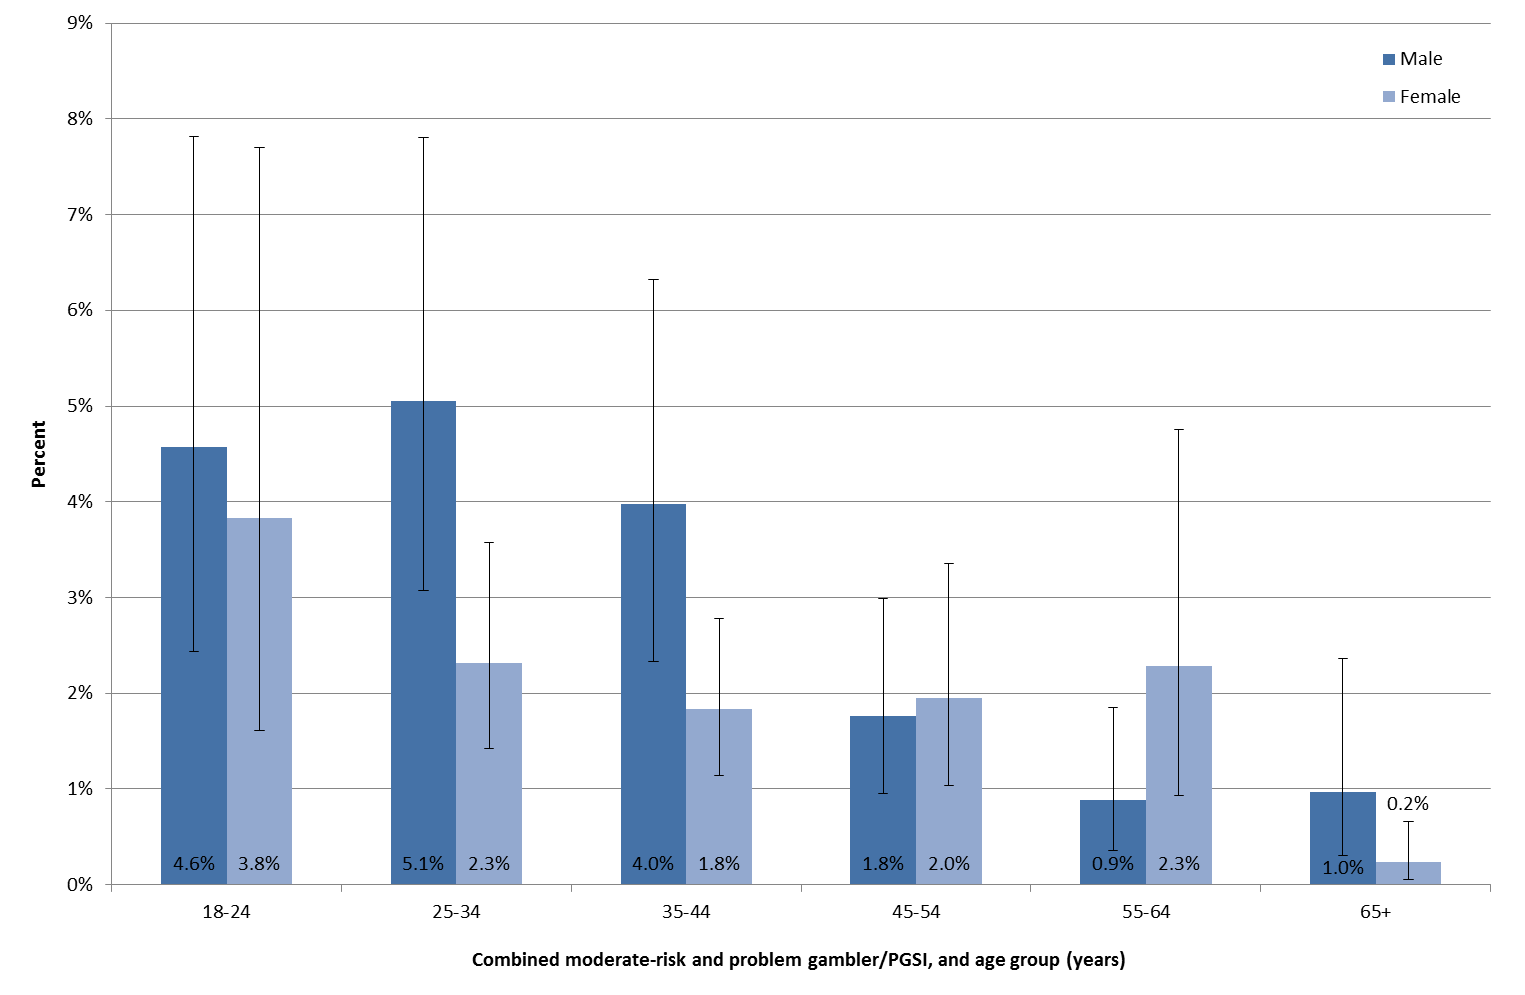 9%
Male
Female
8%
7%
6%
5%
4%
3%
2%
1%
0%
Percent
4.6% 3.8% 5.1% 2.3% 4.0% 1.8% 1.8% 2.0% 0.9% 2.3% 1.0% 0.2%
18-24 25-34 35-44 45-54 55-64 65+
Combined moderate-risk and problem gambler/PGSI, and age group (years)